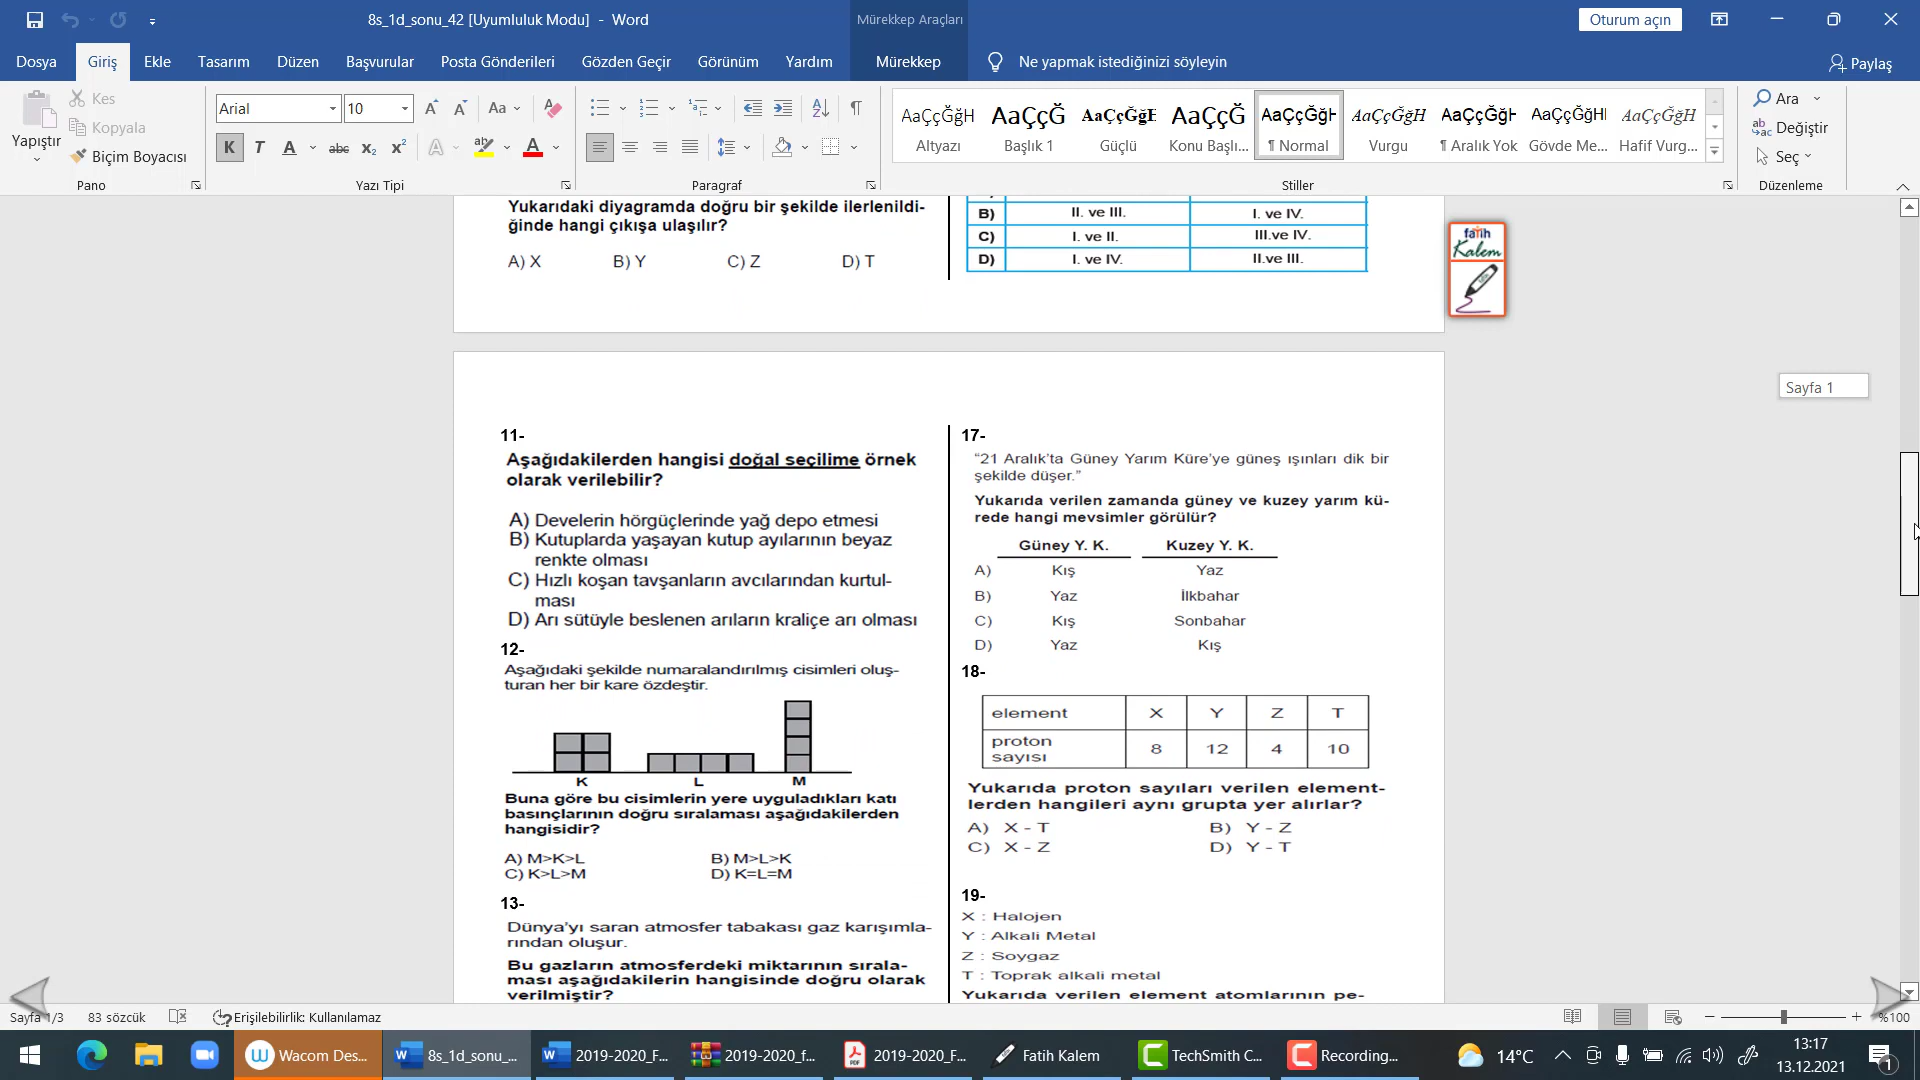 8s_1d_sonu_42 [Uyumluluk Modu] - Word
Mürekkep Araçları
Oturum açın
Dosya Giriş Ekle Tasarım Düzen Başvurular Posta Gönderileri Gözden Geçir Görünüm Yardım Mürekkep Ne yapmak istediğinizi söyleyin Paylaş
Yapıştır
Kes
Kopyala
Biçim Boyacısı
Pano
Arial 10
K T A abc x₂ x² A ab A
Yazı Tipi
Paragraf
AaÇçĞğH Altyazı
AaÇçĞ Başlık 1
AaÇçĞğH Güçlü
AaÇçĞ Konu Başlı...
AaÇçĞğH ¶ Normal
AaÇçĞğH Vurgu
AaÇçĞğH ¶ Aralık Yok
AaÇçĞğHI Gövde Me...
AaÇçĞğH Hafif Vurg...
Stiller
Ara
Değiştir
Seç
Düzenleme
Yukarıdaki diyagramda doğru bir şekilde ilerlenildi-
ğinde hangi çıkışa ulaşılır?
A) X B) Y C) Z D) T
B) II. ve III. I. ve IV.
C) I. ve II. III.ve IV.
D) I. ve IV. II.ve III.
fatih
Kalem
Sayfa 1
11-
Aşağıdakilerden hangisi doğal seçilime örnek
olarak verilebilir?
A) Develerin hörgüçlerinde yağ depo etmesi
B) Kutuplarda yaşayan kutup ayılarının beyaz
renkte olması
C) Hızlı koşan tavşanların avcılarından kurtul-
ması
D) Arı sütüyle beslenen arıların kraliçe arı olması
12-
Aşağıdaki şekilde numaralandırılmış cisimleri oluş-
turan her bir kare özdeştir.
K L M
Buna göre bu cisimlerin yere uyguladıkları katı
basınçlarının doğru sıralaması aşağıdakilerden
hangisidir?
A) M>K>L B) M>L>K
C) K>L>M D) K=L=M
13-
Dünya'yı saran atmosfer tabakası gaz karışımla-
rından oluşur.
Bu gazların atmosferdeki miktarının sırala-
ması aşağıdakilerin hangisinde doğru olarak
verilmiştir?
17-
"21 Aralık'ta Güney Yarım Küre'ye güneş ışınları dik bir
şekilde düşer."
Yukarıda verilen zamanda güney ve kuzey yarım kü-
rede hangi mevsimler görülür?
Güney Y. K. Kuzey Y. K.
A) Kış Yaz
B) Yaz İlkbahar
C) Kış Sonbahar
D) Yaz Kış
18-
element X Y Z T
proton
sayısı 8 12 4 10
Yukarıda proton sayıları verilen element-
lerden hangileri aynı grupta yer alırlar?
A) X - T B) Y - Z
C) X - Z D) Y - T
19-
X : Halojen
Y : Alkali Metal
Z : Soygaz
T : Toprak alkali metal
Yukarıda verilen element atomlarının pe-
Sayfa 1/3 83 sözcük Erişilebilirlik: Kullanılamaz
%100
Wacom Des...
8s_1d_sonu_...
2019-2020_F...
2019-2020_f...
2019-2020_F...
Fatih Kalem
TechSmith C...
Recording...
14°C
13:17
13.12.2021
1